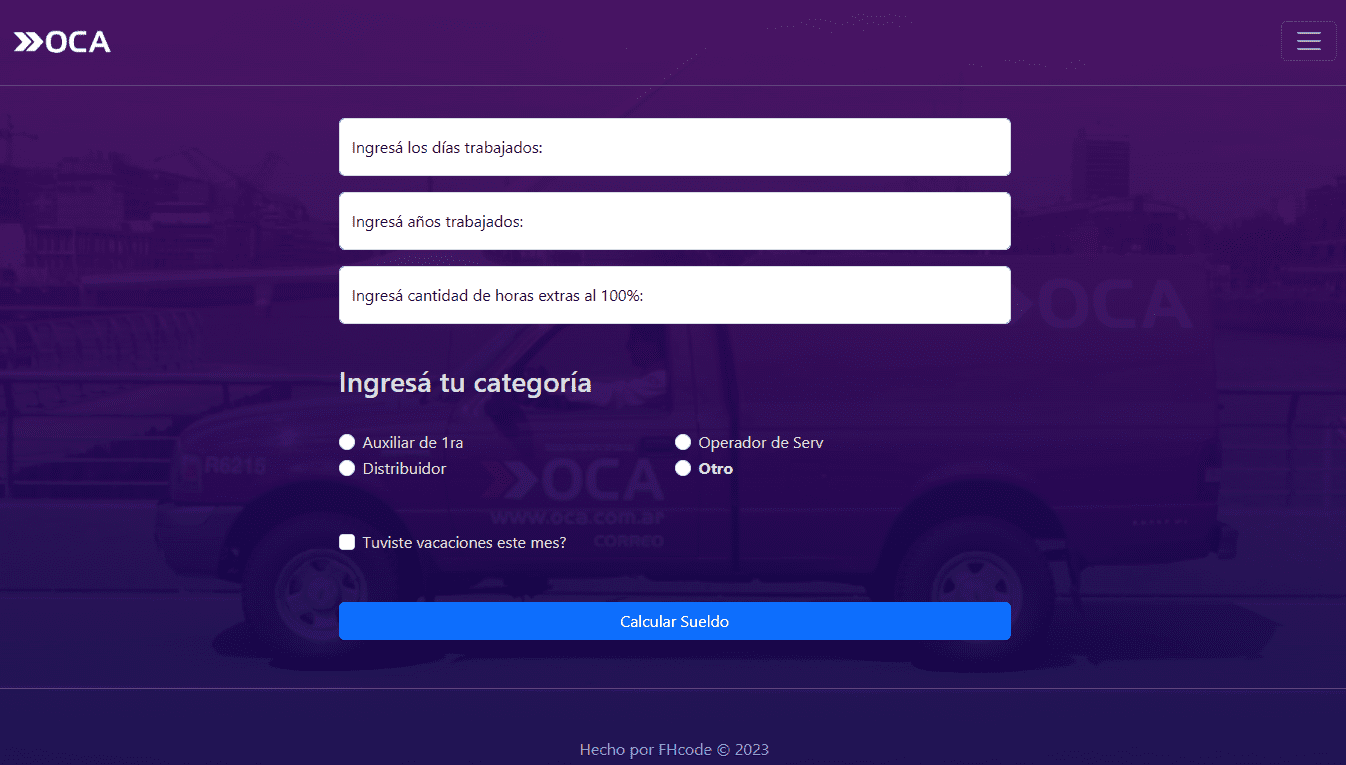 OCA
Ingresá los días trabajados:
Ingresá años trabajados:
Ingresá cantidad de horas extras al 100%:
OCA
Ingresá tu categoría
Auxiliar de 1ra
Operador de Serv
Distribuidor
Otro
R6215
OCA
www.oca.com.ar
CORREO
Tuviste vacaciones este mes?
Calcular Sueldo
Hecho por FHcode © 2023